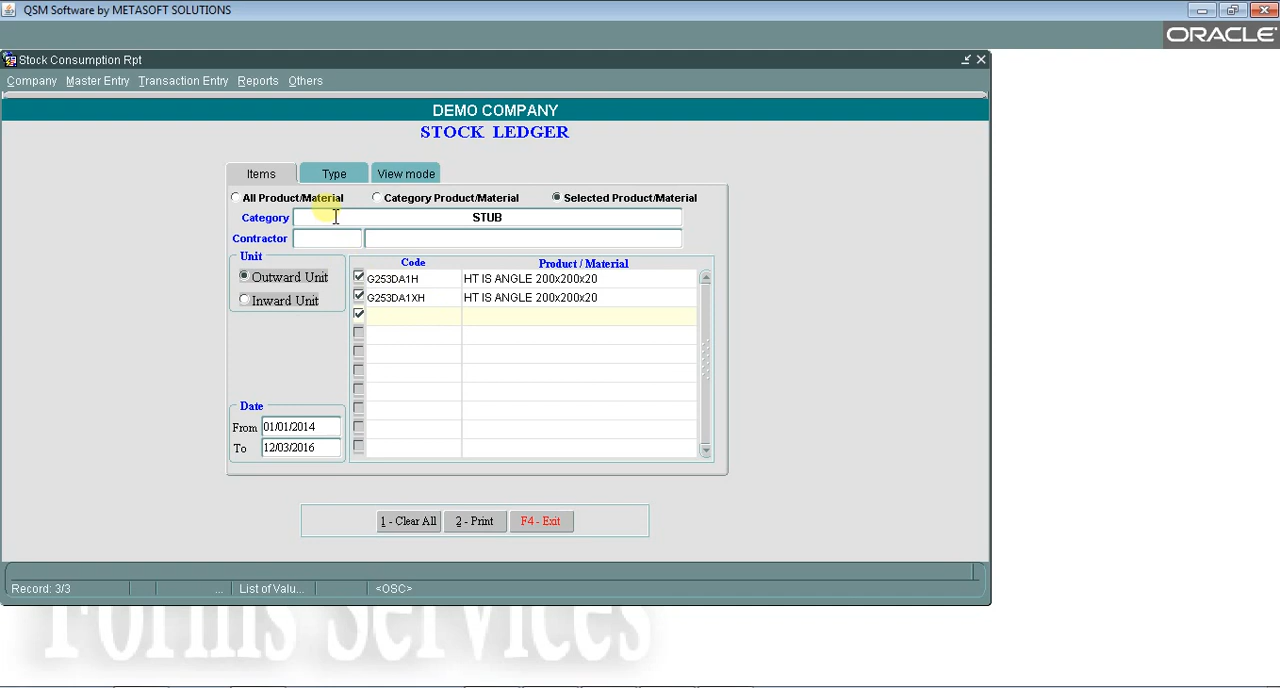 QSM Software by METASOFT SOLUTIONS
ORACLE
Stock Consumption Rpt
Company Master Entry Transaction Entry Reports Others
DEMO COMPANY
STOCK LEDGER
Items Type View mode
All Product/Material Category Product/Material Selected Product/Material
Category STUB
Contractor
Unit
Code Product / Material
Outward Unit
G253DA1H HT IS ANGLE 200x200x20
Inward Unit
G253DA1XH HT IS ANGLE 200x200x20
Date
From 01/01/2014
To 12/03/2016
1 - Clear All 2 - Print F4 - Exit
Record: 3/3 ... List of Valu... <OSC>
Forms Services